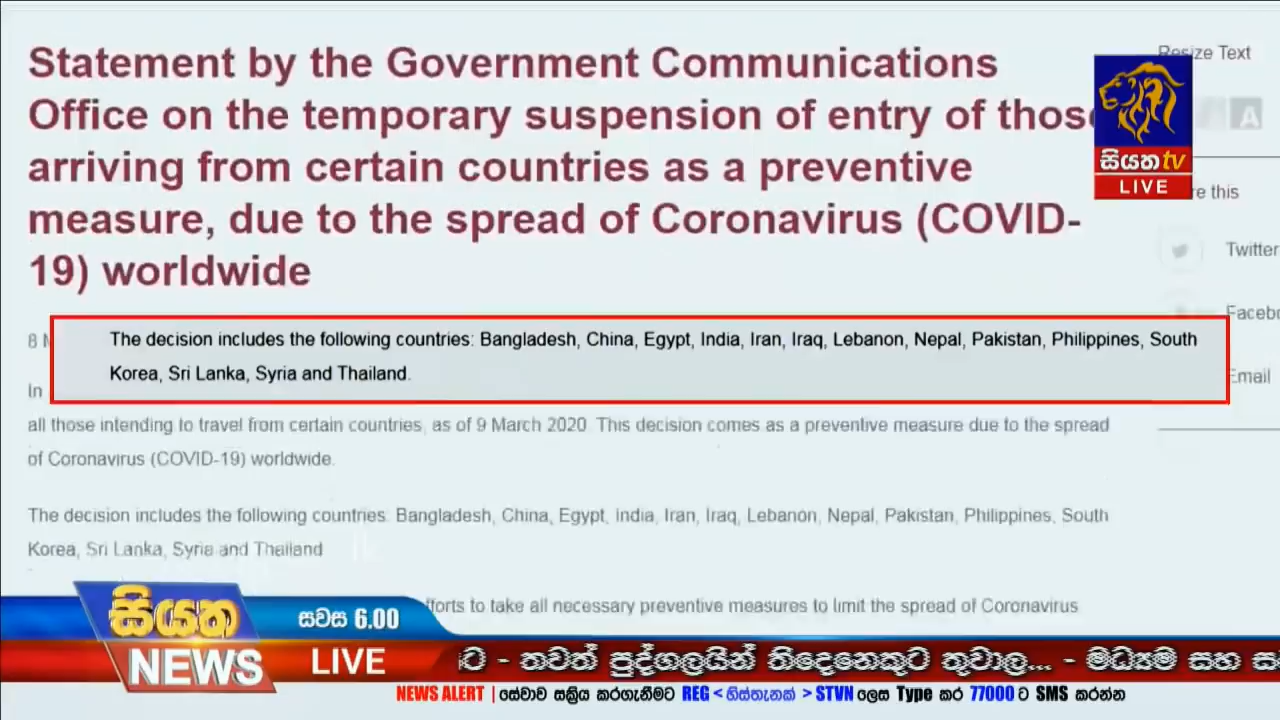 Statement by the Government Communications
Office on the temporary suspension of entry of those
arriving from certain countries as a preventive
measure, due to the spread of Coronavirus (COVID-
19) worldwide
Resize Text
A
සියත tv
LIVE
re this
Twitter
Facebo
Email
8 M
The decision includes the following countries: Bangladesh, China, Egypt, India, Iran, Iraq, Lebanon, Nepal, Pakistan, Philippines, South
Korea, Sri Lanka, Syria and Thailand.
In
all those intending to travel from certain countries, as of 9 March 2020. This decision comes as a preventive measure due to the spread
of Coronavirus (COVID-19) worldwide.
The decision includes the following countries: Bangladesh, China, Egypt, India, Iran, Iraq, Lebanon, Nepal, Pakistan, Philippines, South
Korea, Sri Lanka, Syria and Thailand
forts to take all necessary preventive measures to limit the spread of Coronavirus
සියත
සවස 6.00
NEWS
LIVE
ට - තවත් පුද්ගලයින් තිදෙනෙකුට තුවාල... - මධ්‍යම සහ ස
NEWS ALERT | සේවාව සක්‍රිය කරගැනීමට REG < හිස්තැනක් > STVN ලෙස Type කර 77000 ට SMS කරන්න